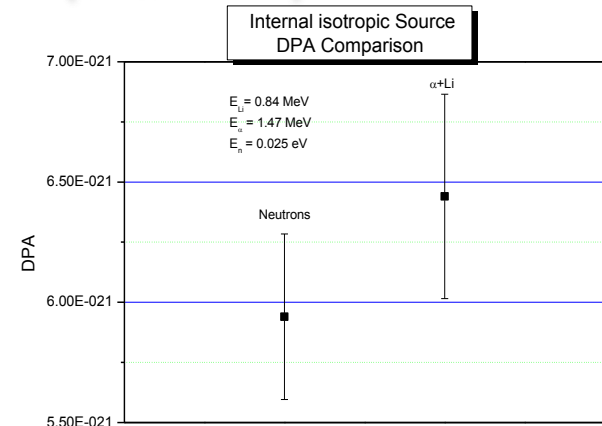 Internal isotropic Source
DPA Comparison
7.00E-021
α+Li
E_Li= 0.84 MeV
E_α = 1.47 MeV
E_n = 0.025 eV
6.50E-021
Neutrons
DPA
6.00E-021
5.50E-021